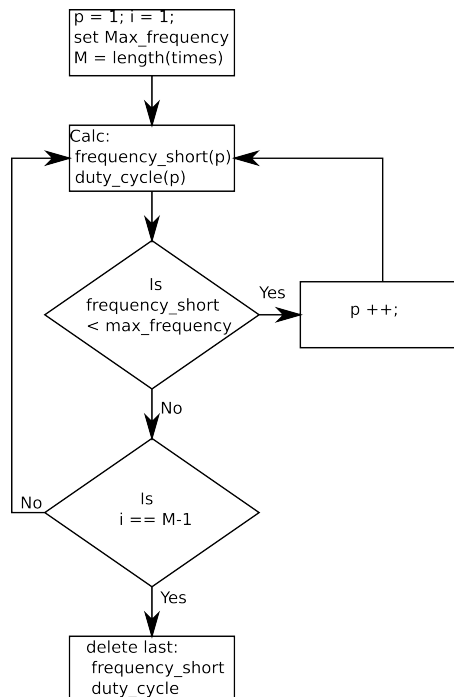 p = 1; i = 1;
set Max_frequency
M = length(times)
Calc:
frequency_short(p)
duty_cycle(p)
Is
frequency_short
< max_frequency
Yes
p ++;
No
Is
i == M-1
No
Yes
delete last:
frequency_short
duty_cycle